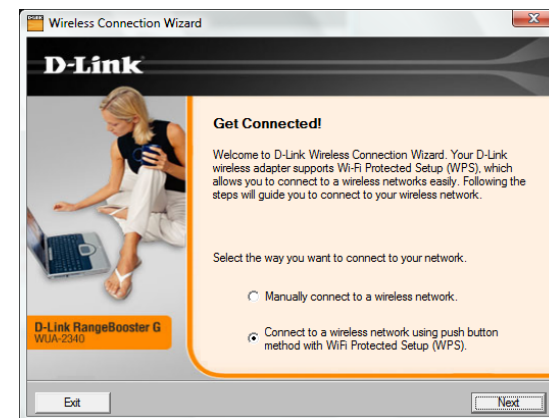 Wireless Connection Wizard
D-Link
Get Connected!
Welcome to D-Link Wireless Connection Wizard. Your D-Link
wireless adapter supports Wi-Fi Protected Setup (WPS), which
allows you to connect to a wireless networks easily. Following the
steps will guide you to connect to your wireless network.
Select the way you want to connect to your network.
Manually connect to a wireless network.
Connect to a wireless network using push button
method with WiFi Protected Setup (WPS).
D-Link RangeBooster G
WUA-2340
Exit
Next